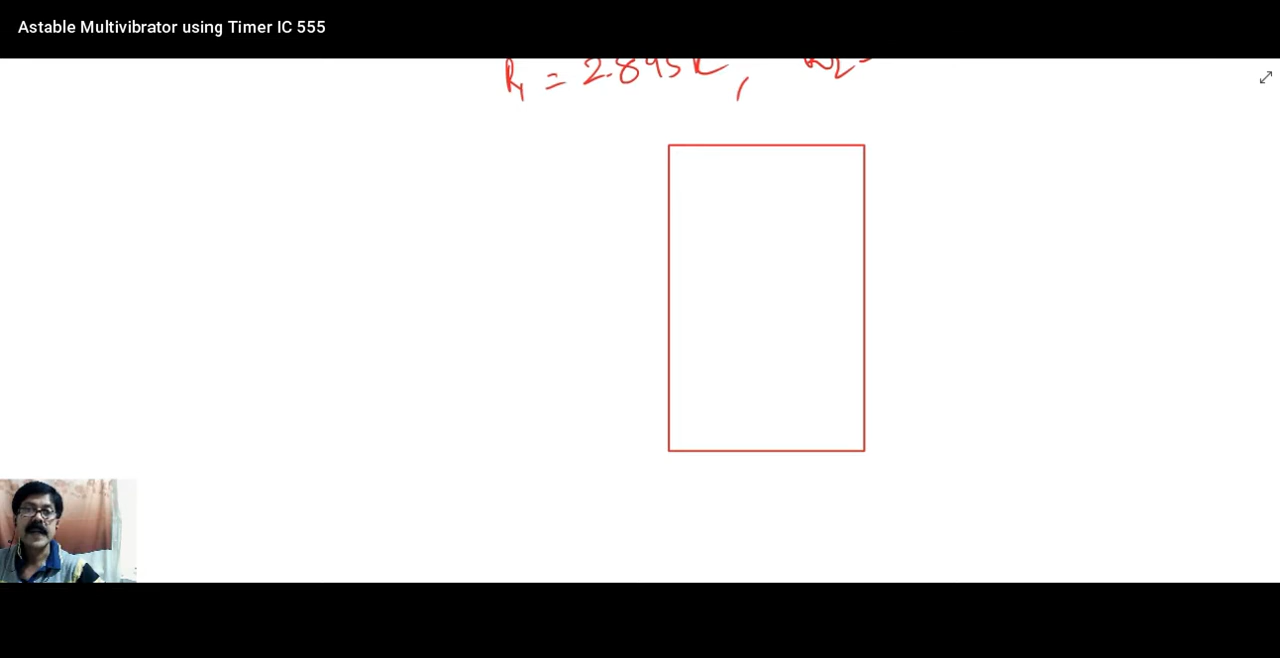 Astable Multivibrator using Timer IC 555
R1 = 2.895K,